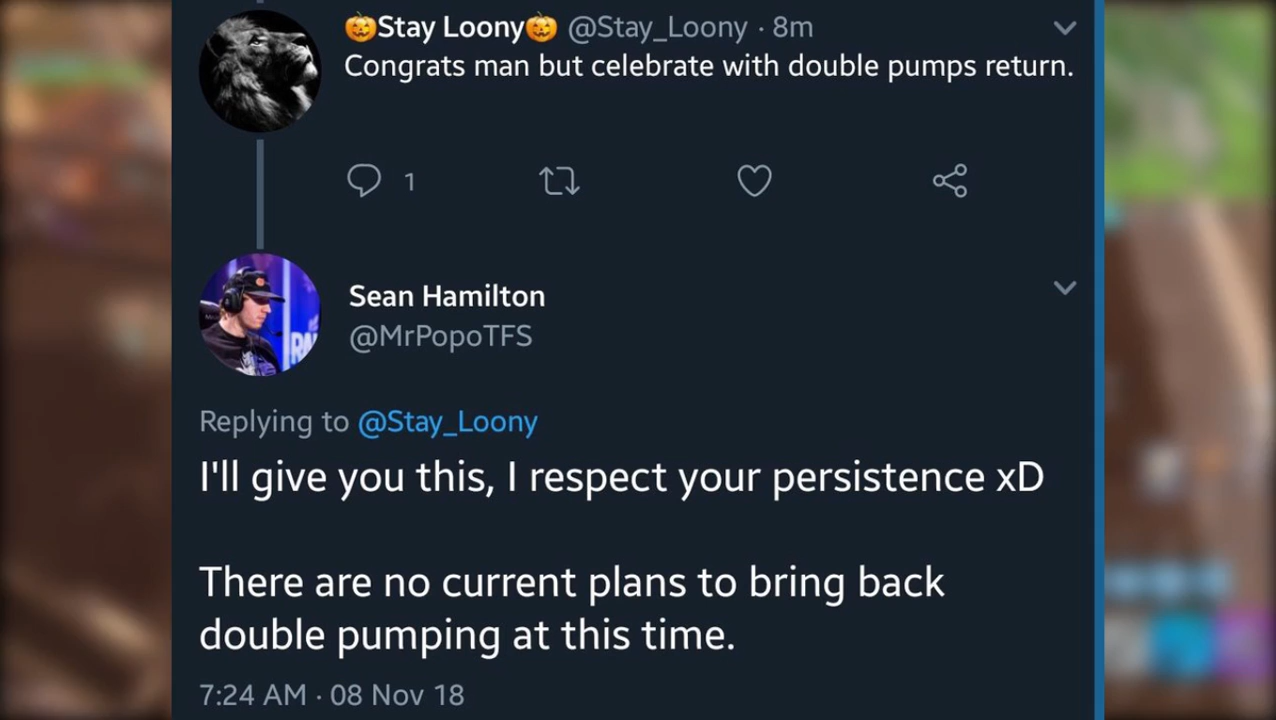 🎃Stay Loony🎃 @Stay_Loony · 8m
Congrats man but celebrate with double pumps return.
1
Sean Hamilton
@MrPopoTFS
Replying to @Stay_Loony
I'll give you this, I respect your persistence xD
There are no current plans to bring back
double pumping at this time.
7:24 AM · 08 Nov 18